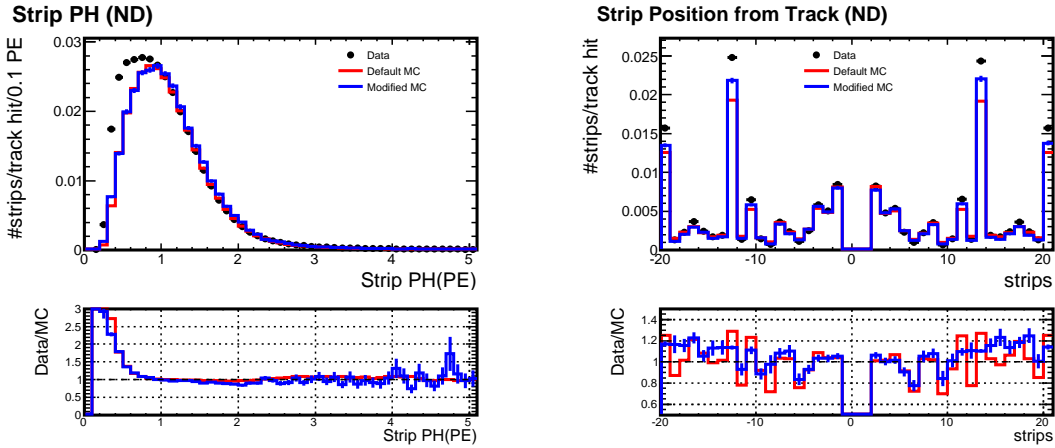 Strip PH (ND)
#strips/track hit/0.1 PE
0.03
0.02
0.01
0
Data
Default MC
Modified MC
0 1 2 3 4 5
Strip PH(PE)
Data/MC
3
2.5
2
1.5
1
0.5
0
0 1 2 3 4 5
Strip PH(PE)
Strip Position from Track (ND)
#strips/track hit
0.03
0.025
0.02
0.015
0.01
0.005
0
Data
Default MC
Modified MC
-20 -10 0 10 20
strips
Data/MC
1.4
1.2
1
0.8
0.6
-20 -10 0 10 20
strips